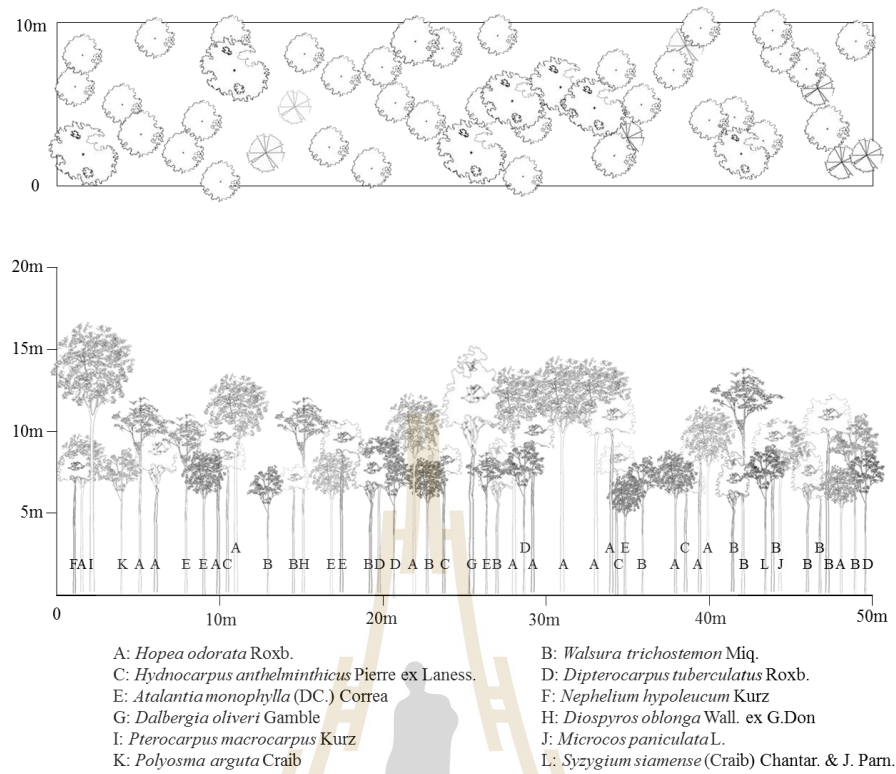 10m
0
20m
15m
10m
5m
A E A C A B
D A C B B B
F A I K A A E E A C B B H E E B D D A B C G E B A A A A C B A A B L J B B A B D
0 10m 20m 30m 40m 50m
A: Hopea odorata Roxb. B: Walsura trichostemon Miq.
C: Hydnocarpus anthelminthicus Pierre ex Laness. D: Dipterocarpus tuberculatus Roxb.
E: Atalantia monophylla (DC.) Correa F: Nephelium hypoleucum Kurz
G: Dalbergia oliveri Gamble H: Diospyros oblonga Wall. ex G.Don
I: Pterocarpus macrocarpus Kurz J: Microcos paniculata L.
K: Polyosma arguta Craib L: Syzygium siamense (Craib) Chantar. & J. Parn.